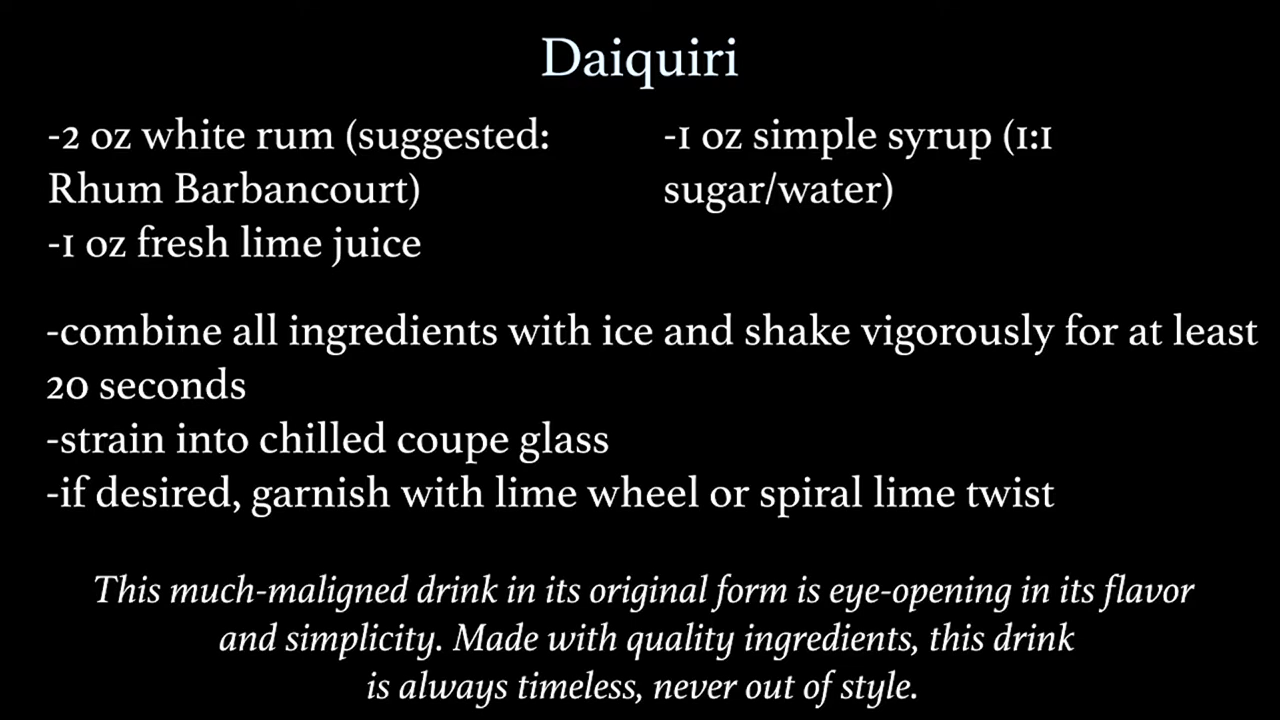 Daiquiri
-2 oz white rum (suggested:
Rhum Barbancourt)
-1 oz fresh lime juice
-1 oz simple syrup (1:1
sugar/water)
-combine all ingredients with ice and shake vigorously for at least
20 seconds
-strain into chilled coupe glass
-if desired, garnish with lime wheel or spiral lime twist
This much-maligned drink in its original form is eye-opening in its flavor
and simplicity. Made with quality ingredients, this drink
is always timeless, never out of style.